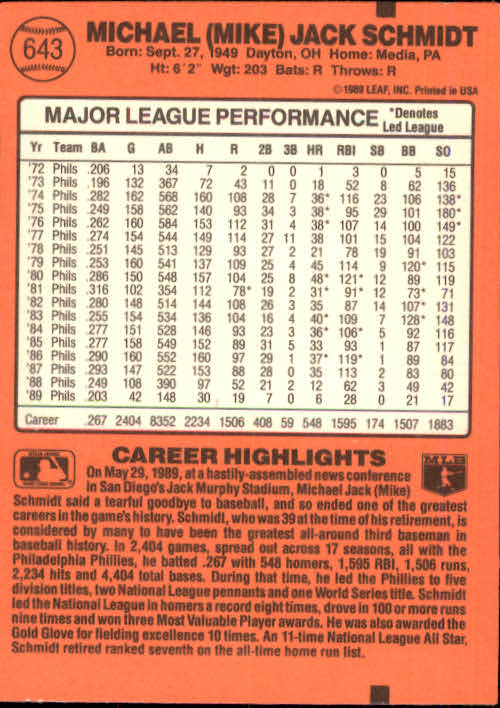 643
MICHAEL (MIKE) JACK SCHMIDT
Born: Sept. 27, 1949 Dayton, OH Home: Media, PA
Ht: 6'2" Wgt: 203 Bats: R Throws: R
©1989 LEAF, INC. Printed in USA
MAJOR LEAGUE PERFORMANCE *Denotes Led League
Yr Team BA G AB H R 2B 3B HR RBI SB BB SO
'72 Phils .206 13 34 7 2 0 0 1 3 0 5 15
'73 Phils .196 132 367 72 43 11 0 18 52 8 62 136
'74 Phils .282 162 568 160 108 28 7 36* 116 23 106 138*
'75 Phils .249 158 562 140 93 34 3 38* 95 29 101 180*
'76 Phils .262 160 584 153 112 31 4 38* 107 14 100 149*
'77 Phils .274 154 544 149 114 27 11 38 101 15 104 122
'78 Phils .251 145 513 129 93 27 2 21 78 19 91 103
'79 Phils .253 160 541 137 109 25 4 45 114 9 120* 115
'80 Phils .286 150 548 157 104 25 8 48* 121* 12 89 119
'81 Phils .316 102 354 112 78* 19 2 31* 91* 12 73* 71
'82 Phils .280 148 514 144 108 26 3 35 87 14 107* 131
'83 Phils .255 154 534 136 104 16 4 40* 109 7 128* 148
'84 Phils .277 151 528 146 93 23 3 36* 106* 5 92 116
'85 Phils .277 158 549 152 89 31 5 33 93 1 87 117
'86 Phils .290 160 552 160 97 29 1 37* 119* 1 89 84
'87 Phils .293 147 522 153 88 28 0 35 113 2 83 80
'88 Phils .249 108 390 97 52 21 2 12 62 3 49 42
'89 Phils .203 42 148 30 19 7 0 6 28 0 21 17
Career .267 2404 8352 2234 1506 408 59 548 1595 174 1507 1883
CAREER HIGHLIGHTS
MLB
On May 29, 1989, at a hastily-assembled news conference
in San Diego's Jack Murphy Stadium, Michael Jack (Mike)
Schmidt said a tearful goodbye to baseball, and so ended one of the greatest
careers in the game's history. Schmidt, who was 39 at the time of his retirement, is
considered by many to have been the greatest all-around third baseman in
baseball history. In 2,404 games, spread out across 17 seasons, all with the
Philadelphia Phillies, he batted .267 with 548 homers, 1,595 RBI, 1,506 runs,
2,234 hits and 4,404 total bases. During that time, he led the Phillies to five
division titles, two National League pennants and one World Series title. Schmidt
led the National League in homers a record eight times, drove in 100 or more runs
nine times and won three Most Valuable Player awards. He was also awarded the
Gold Glove for fielding excellence 10 times. An 11-time National League All Star,
Schmidt retired ranked seventh on the all-time home run list.